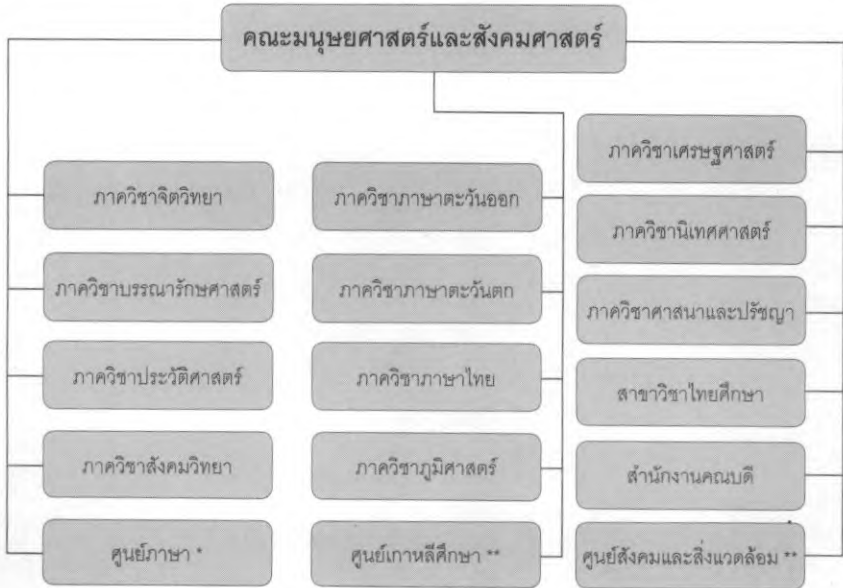 คณะมนุษยศาสตร์และสังคมศาสตร์
ภาควิชาจิตวิทยา
ภาควิชาบรรณารักษศาสตร์
ภาควิชาประวัติศาสตร์
ภาควิชาสังคมวิทยา
ศูนย์ภาษา *
ภาควิชาภาษาตะวันออก
ภาควิชาภาษาตะวันตก
ภาควิชาภาษาไทย
ภาควิชาภูมิศาสตร์
ศูนย์เกาหลีศึกษา **
ภาควิชาเศรษฐศาสตร์
ภาควิชานิเทศศาสตร์
ภาควิชาศาสนาและปรัชญา
สาขาวิชาไทยศึกษา
สำนักงานคณบดี
ศูนย์สังคมและสิ่งแวดล้อม **